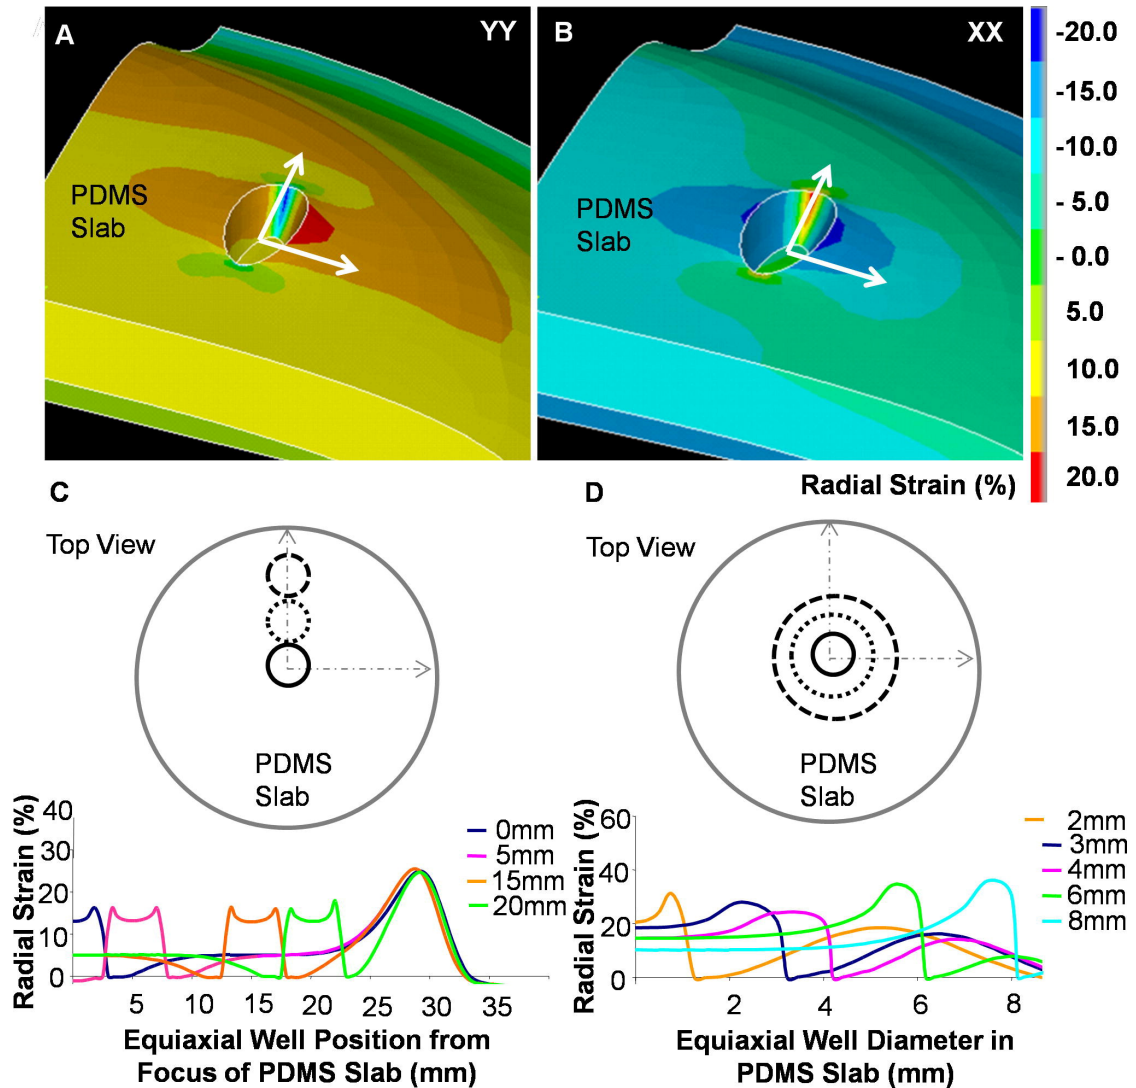 A
YY
PDMS
Slab
B
XX
PDMS
Slab
-20.0
-15.0
-10.0
- 5.0
- 0.0
5.0
10.0
15.0
20.0
Radial Strain (%)
C
Top View
PDMS
Slab
Radial Strain (%)
40
30
20
10
0
5
10
15
20
25
30
35
0mm
5mm
15mm
20mm
Equiaxial Well Position from
Focus of PDMS Slab (mm)
D
Top View
PDMS
Slab
Radial Strain (%)
60
40
20
0
2
4
6
8
2mm
3mm
4mm
6mm
8mm
Equiaxial Well Diameter in
PDMS Slab (mm)